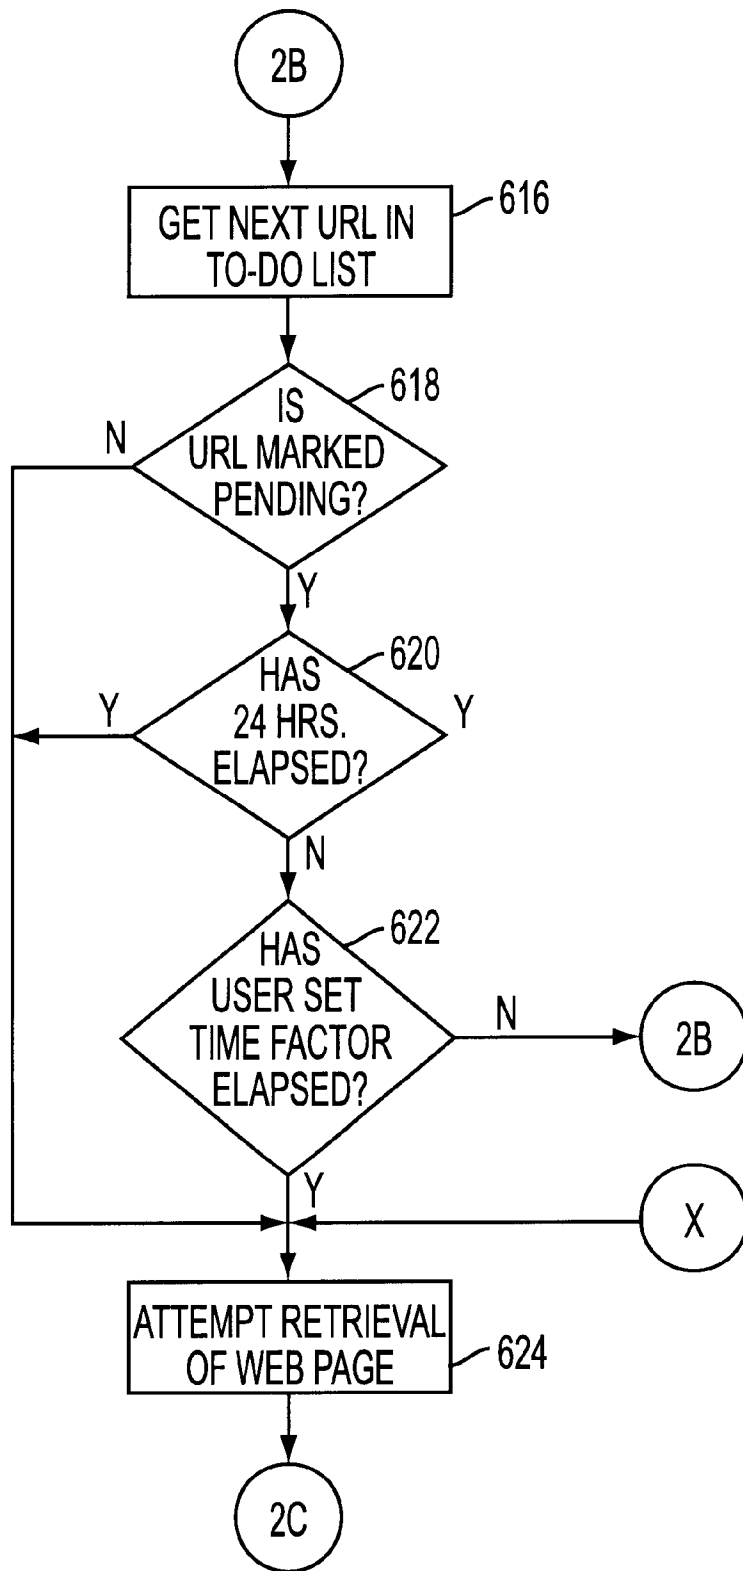 2B
GET NEXT URL IN
TO-DO LIST
616
IS
URL MARKED
PENDING?
618
N
Y
HAS
24 HRS.
ELAPSED?
620
Y
Y
N
HAS
USER SET
TIME FACTOR
ELAPSED?
622
N
2B
Y
X
ATTEMPT RETRIEVAL
OF WEB PAGE
624
2C